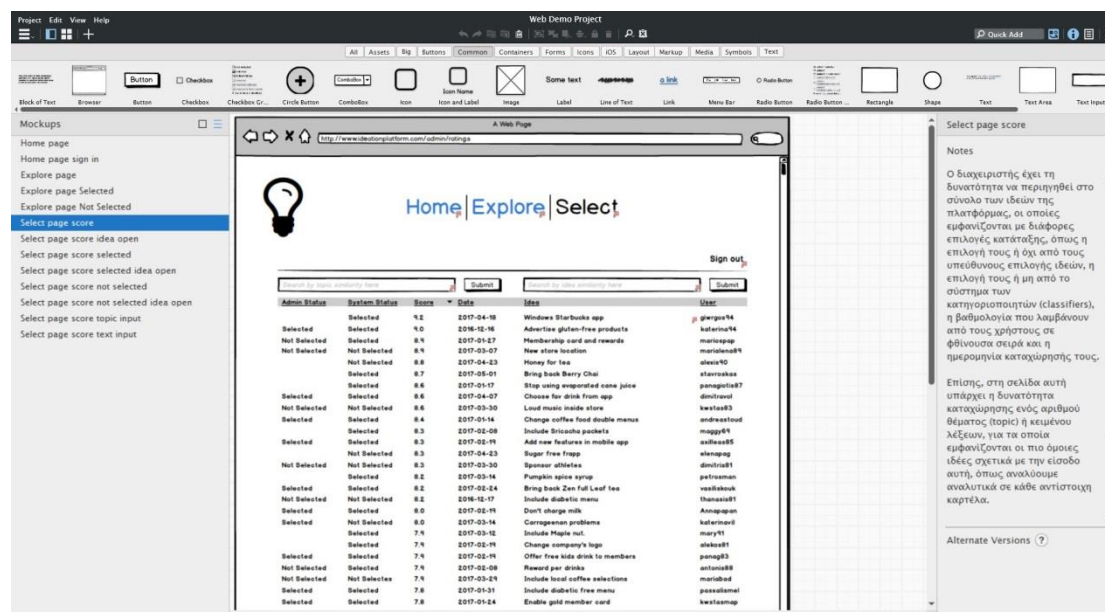 Project Edit View Help
Web Demo Project
Quick Add
All Assets Big Buttons Common Containers Forms Icons iOS Layout Markup Media Symbols Text
Button
Checkbox
ComboBox
Icon Name
Some text
a link
Radio Button
Block of Text Browser Button Checkbox Checkbox Gr... Circle Button ComboBox Icon Icon and Label Image Label Line of Text Link Menu Bar Radio Button Radio Button ... Rectangle Shape Text Text Area Text Input
Mockups
Home page
Home page sign in
Explore page
Explore page Selected
Explore page Not Selected
Select page score
Select page score idea open
Select page score selected
Select page score selected idea open
Select page score not selected
Select page score not selected idea open
Select page score topic input
Select page score text input
A Web Page
http://www.ideationplatform.com/admin/ratings
Home Explore Select
Sign out
Search by topic similarity here Submit Search by idea similarity here Submit
Admin Status System Status Score Date Idea User
Selected 9.2 2017-04-18 Windows Starbucks app giwrgos94
Selected Selected 9.0 2016-12-16 Advertise gluten-free products katerina94
Not Selected Selected 8.9 2017-01-27 Membership card and rewards mariospap
Not Selected Not Selected 8.9 2017-03-07 New store location marialena89
Not Selected 8.8 2017-04-23 Honey for tea alexis90
Selected 8.7 2017-05-01 Bring back Berry Chai stavroskas
Selected 8.6 2017-01-17 Stop using evaporated cane juice panagiotis87
Selected Selected 8.6 2017-04-07 Choose fav drink from app dimitravol
Not Selected Not Selected 8.6 2017-03-30 Loud music inside store kwstas83
Selected Selected 8.4 2017-01-14 Change coffee food double menus andreastoud
Selected 8.3 2017-02-08 Include Sriracha packets maggy69
Selected Selected 8.3 2017-02-19 Add new features in mobile app axilleas85
Not Selected 8.3 2017-04-23 Sugar free frapp elenapag
Not Selected Selected 8.3 2017-03-30 Sponsor athletes dimitris81
Selected 8.2 2017-03-14 Pumpkin spice syrup petrosman
Selected Selected 8.2 2017-02-24 Bring back Zen full Leaf tea vasiliskouk
Not Selected Not Selected 8.2 2016-12-17 Include diabetic menu thanasis91
Selected Selected 8.0 2017-02-19 Don't charge milk Annapapan
Selected Not Selected 8.0 2017-03-14 Carrageenan problems katerinavil
Selected 7.9 2017-03-12 Include Maple nut. mary91
Selected 7.9 2017-02-19 Change company's logo alekos81
Selected Selected 7.9 2017-02-19 Offer free kids drink to members panag83
Not Selected Selected 7.9 2017-02-08 Reward per drinks antonis88
Not Selected Not Selectes 7.9 2017-03-29 Include local coffee selections mariabad
Selected Selected 7.8 2017-01-31 Include diabetic free menu pasxalismel
Selected Selected 7.8 2017-01-24 Enable gold member card kwstasmap
Select page score
Notes
Ο διαχειριστής έχει τη
δυνατότητα να περιηγηθεί στο
σύνολο των ιδεών της
πλατφόρμας, οι οποίες
εμφανίζονται με διάφορες
επιλογές κατάταξης, όπως η
επιλογή τους ή όχι από τους
υπεύθυνους επιλογής ιδεών, η
επιλογή τους ή μη από το
σύστημα των
κατηγοριοποιητών (classifiers),
η βαθμολογία που λαμβάνουν
από τους χρήστους σε
φθίνουσα σειρά και η
ημερομηνία καταχώρησής τους.
Επίσης, στη σελίδα αυτή
υπάρχει η δυνατότητα
καταχώρησης ενός αριθμού
θέματος (topic) ή κειμένου
λέξεων, για τα οποία
εμφανίζονται οι πιο όμοιες
ιδέες σχετικά με την είσοδο
αυτή, όπως αναλύουμε
αναλυτικά σε κάθε αντίστοιχη
καρτέλα.
Alternate Versions ?